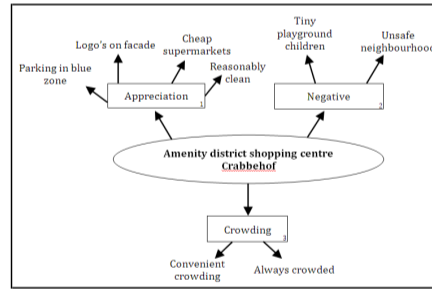 Tiny
playground
children
Unsafe
neighbourhood
Cheap
supermarkets
Logo's on facade
Parking in blue
zone
Reasonably
clean
Appreciation
1
Negative
2
Amenity district shopping centre
Crabbehof
Crowding
3
Convenient
crowding
Always crowded